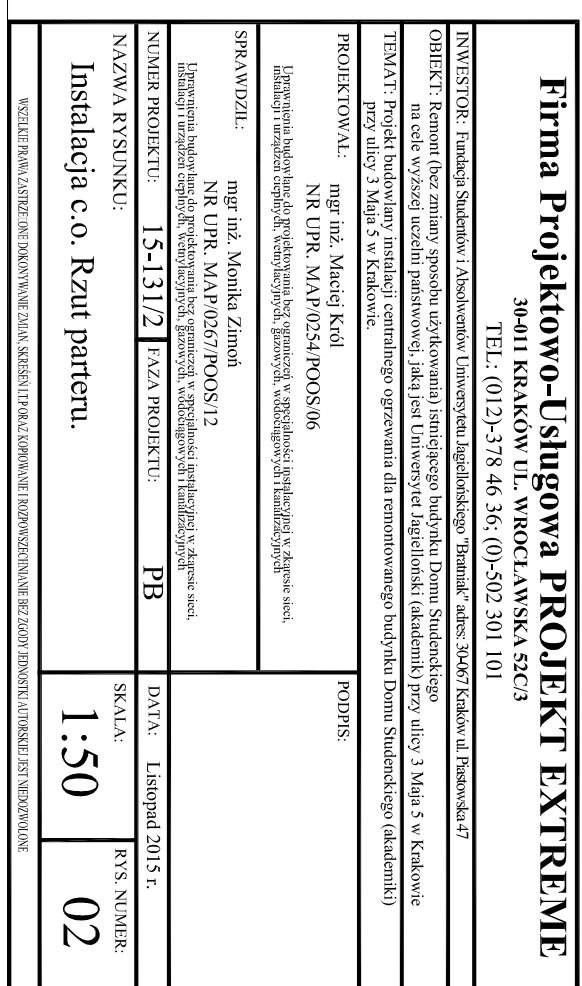 Firma Projektowo-Usługowa PROJEKT EXTREME
30-011 KRAKÓW UL. WROCŁAWSKA 52C/3
TEL: (012)-378 46 36; (0)-502 301 101
INWESTOR: Fundacja Studentów i Absolwentów Uniwersytetu Jagiellońskiego "Bratniak" adres: 30-067 Kraków ul. Piastowska 47
OBIEKT: Remont (bez zmiany sposobu użytkowania) istniejącego budynku Domu Studenckiego
na cele wyższej uczelni państwowej, jaką jest Uniwersytet Jagielloński (akademik) przy ulicy 3 Maja 5 w Krakowie
TEMAT: Projekt budowlany instalacji centralnego ogrzewania dla remontowanego budynku Domu Studenckiego (akademiki)
przy ulicy 3 Maja 5 w Krakowie.
PROJEKTOWAŁ:
mgr inż. Maciej Król
NR UPR. MAP/0254/POOS/06
Uprawnienia budowlane do projektowania bez ograniczeń w specjalności instalacyjnej w zkąresie sieci,
instalacji i urządzeń cieplnych, wetnylacyjnych, gazowych, wodociągowych i kanalizacyjnych
PODPIS:
SPRAWDZIŁ:
mgr inż. Monika Zimoń
NR UPR. MAP/0267/POOS/12
Uprawnienia budowlane do projektowania bez ograniczeń w specjalności instalacyjnej w zkąresie sieci,
instalacji i urządzeń cieplnych, wetnylacyjnych, gazowych, wodociągowych i kanalizacyjnych
NUMER PROJEKTU: 15-131/2
FAZA PROJEKTU: PB
DATA: Listopad 2015 r.
NAZWA RYSUNKU:
Instalacja c.o. Rzut parteru.
SKALA:
1:50
RYS. NUMER:
02
WSZELKIE PRAWA ZASTRZEŻONE DOKONYWANIE ZMIAN, SKREŚEŃ I.T.P ORAZ KOPIOWANIE I ROZPOWSZECHNIANIE BEZ ZGODY JEDNOSTKI AUTORSKIEJ JEST NIEDOZWOLONE